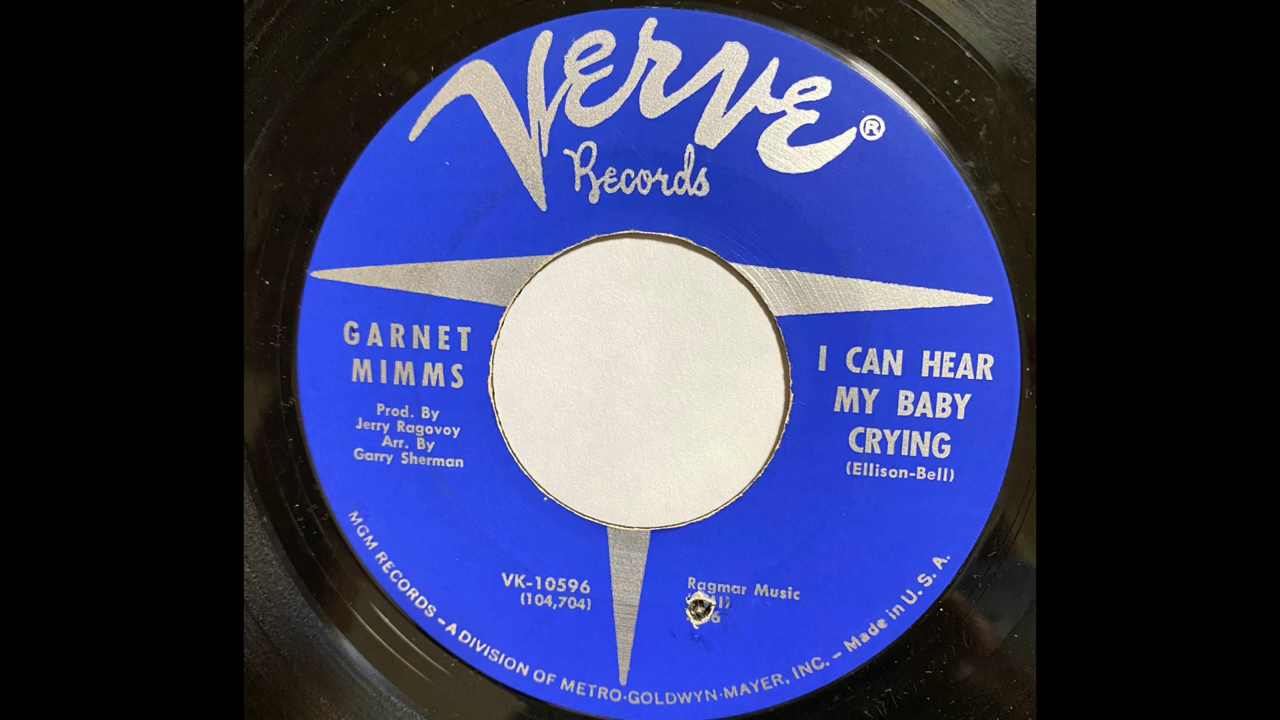 Verve®
Records
GARNET
MIMMS
Prod. By
Jerry Ragovoy
Arr. By
Garry Sherman
I CAN HEAR
MY BABY
CRYING
(Ellison-Bell)
VK-10596
(104,704)
Ragmar Music
MGM RECORDS – A DIVISION OF METRO-GOLDWYN-MAYER, INC. – Made in U. S. A.